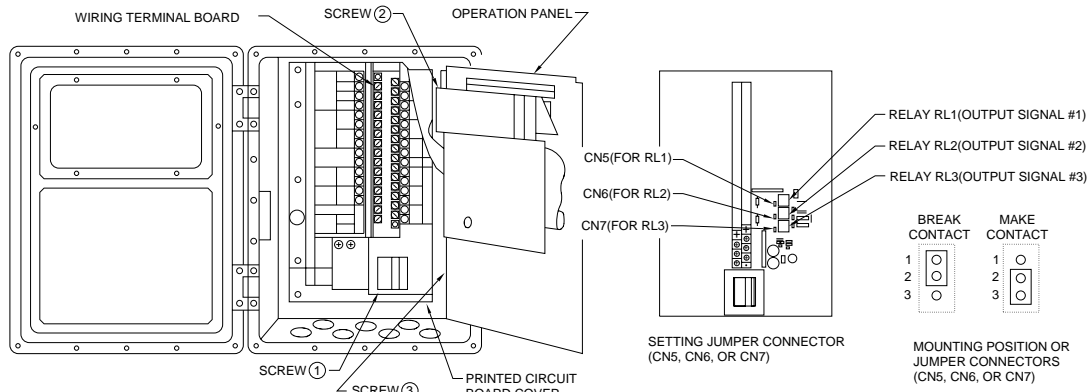 WIRING TERMINAL BOARD
SCREW ②
OPERATION PANEL
SCREW ①
SCREW ③
PRINTED CIRCUIT
BOARD COVER
RELAY RL1(OUTPUT SIGNAL #1)
RELAY RL2(OUTPUT SIGNAL #2)
RELAY RL3(OUTPUT SIGNAL #3)
CN5(FOR RL1)
CN6(FOR RL2)
CN7(FOR RL3)
SETTING JUMPER CONNECTOR
(CN5, CN6, OR CN7)
BREAK
CONTACT
1
2
3
MAKE
CONTACT
1
2
3
MOUNTING POSITION OR
JUMPER CONNECTORS
(CN5, CN6, OR CN7)